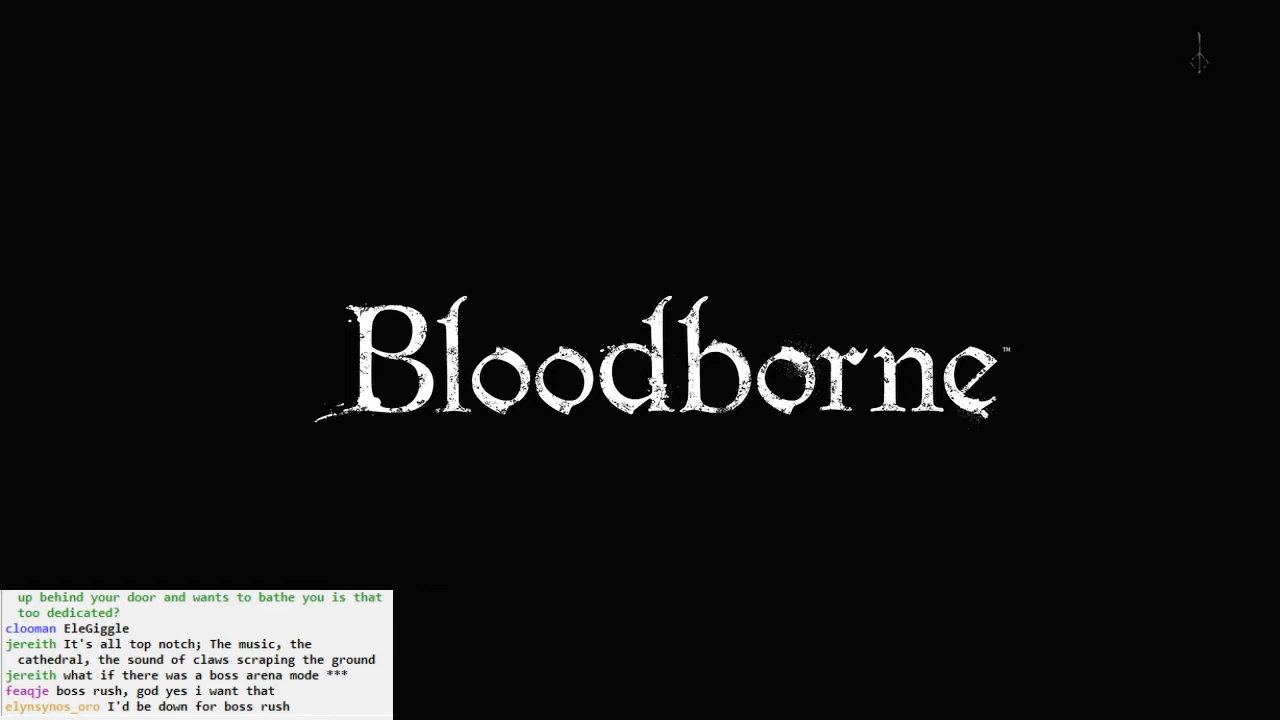 Bloodborne™
up behind your door and wants to bathe you is that
too dedicated?
clooman EleGiggle
jereith It's all top notch; The music, the
cathedral, the sound of claws scraping the ground
jereith what if there was a boss arena mode ***
feaqje boss rush, god yes i want that
elynsynos_oro I'd be down for boss rush